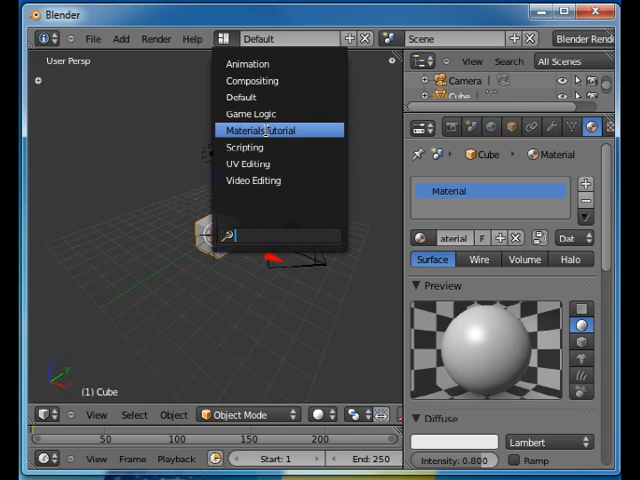 Blender
File Add Render Help Default Scene Blender Rend
User Persp
View Search All Scenes
Camera
Cube
Animation
Compositing
Default
Game Logic
Materials Tutorial
Scripting
UV Editing
Video Editing
Cube Material
Material
aterial F Dat
Surface Wire Volume Halo
Preview
(1) Cube
View Select Object Object Mode
Diffuse
Lambert
Intensity: 0.800 Ramp
50 100 150 200
View Frame Playback Start: 1 End: 250